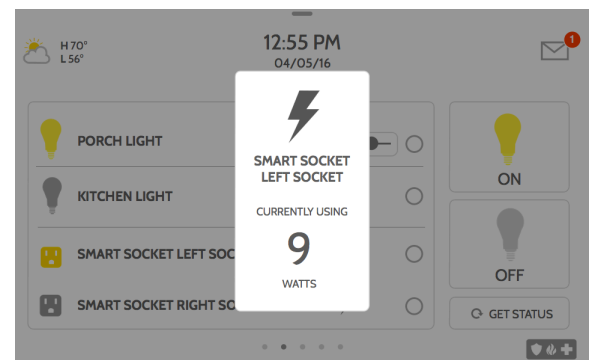 H 70°
L 56°
12:55 PM
04/05/16
1
PORCH LIGHT
KITCHEN LIGHT
SMART SOCKET LEFT SOC
SMART SOCKET RIGHT SO
SMART SOCKET
LEFT SOCKET
CURRENTLY USING
9
WATTS
ON
OFF
GET STATUS